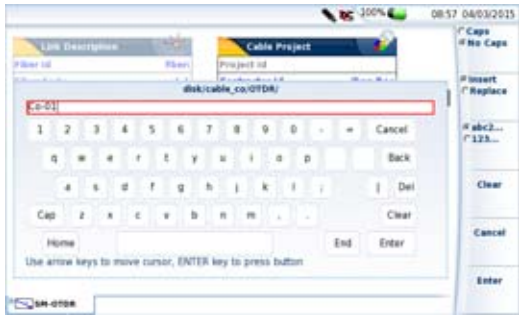 100%
08:57 04/03/2015
Link Description
Cable Project
Fiber Id
Fiber
Project Id
disk/cable_co/OTDR/
Co-01
1 2 3 4 5 6 7 8 9 0 - = Cancel
q w e r t y u i o p Back
a s d f g h j k l ; | Del
Cap z x c v b n m , . Clear
Home End Enter
Use arrow keys to move cursor, ENTER key to press button
SM-OTDR
Caps
No Caps
Insert
Replace
abc2...
123...
Clear
Cancel
Enter